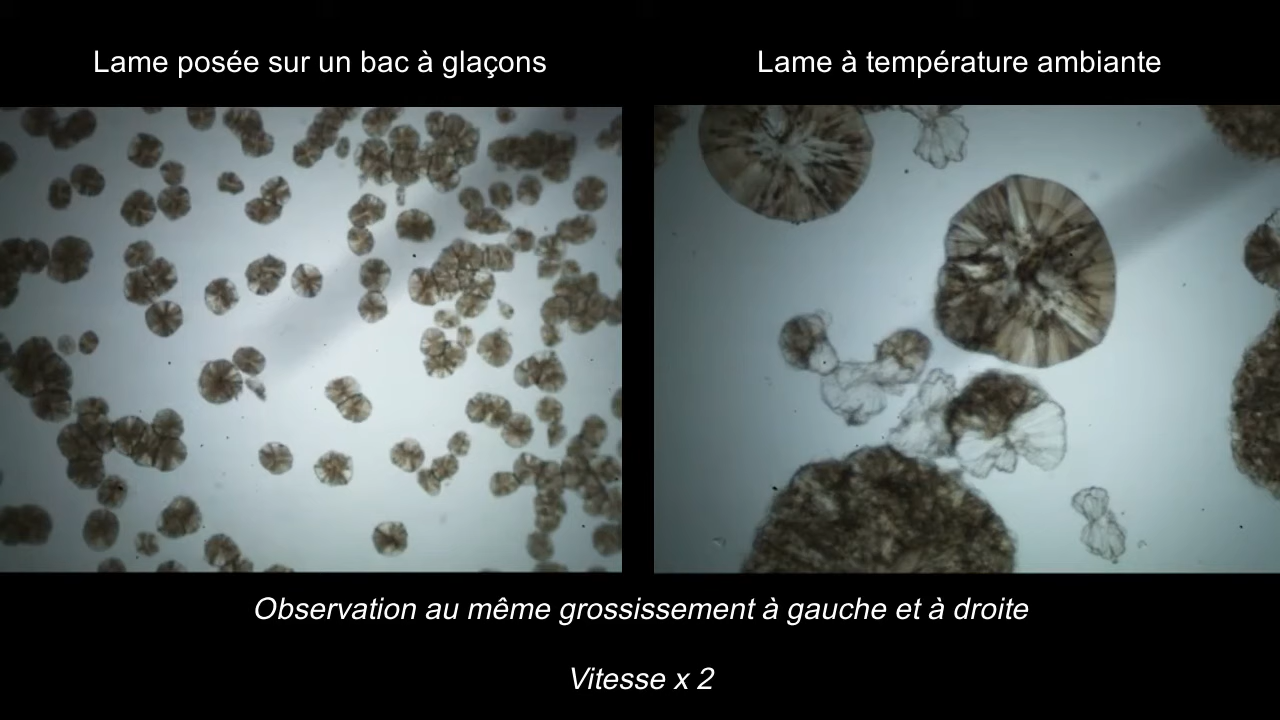 Lame posée sur un bac à glaçons
Lame à température ambiante
Observation au même grossissement à gauche et à droite
Vitesse x 2